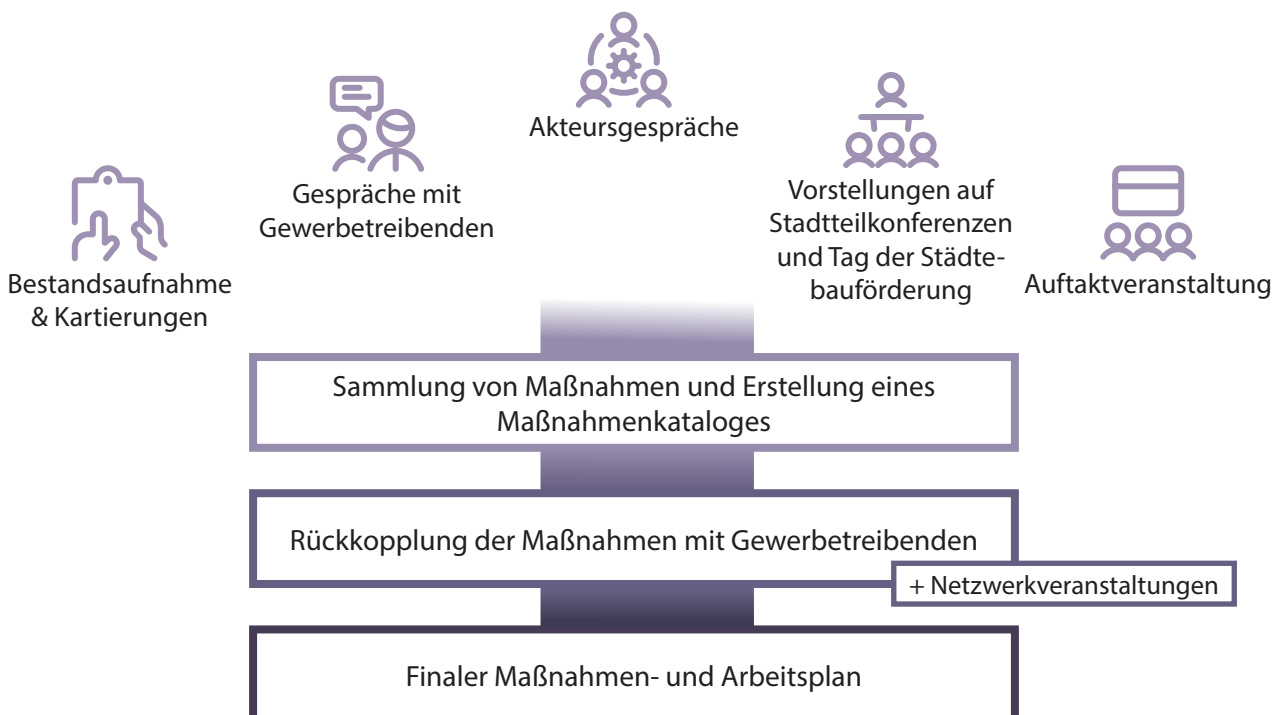 Akteursgespräche
Gespräche mit
Gewerbetreibenden
Vorstellungen auf
Stadtteilkonferenzen
und Tag der Städte-
bauförderung
Bestandsaufnahme
& Kartierungen
Auftaktveranstaltung
Sammlung von Maßnahmen und Erstellung eines
Maßnahmenkataloges
Rückkopplung der Maßnahmen mit Gewerbetreibenden
+ Netzwerkveranstaltungen
Finaler Maßnahmen- und Arbeitsplan